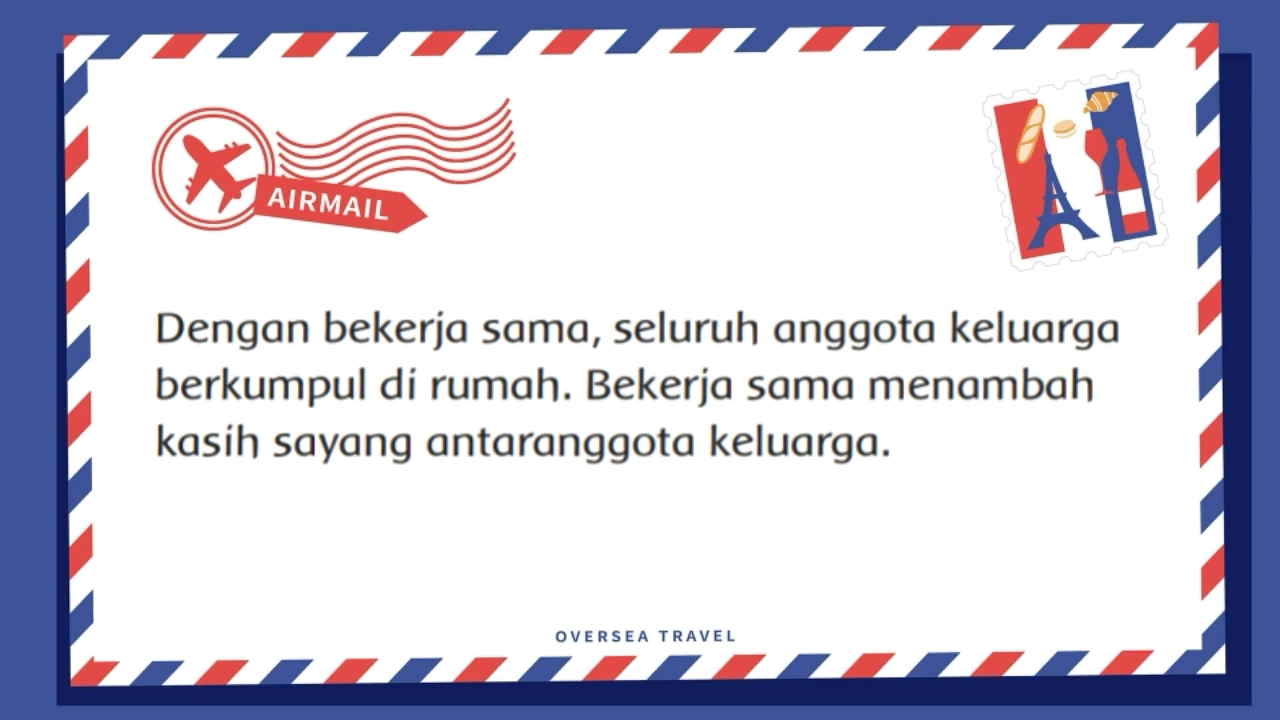 AIRMAIL
Dengan bekerja sama, seluruh anggota keluarga
berkumpul di rumah. Bekerja sama menambah
kasih sayang antaranggota keluarga.
OVERSEA TRAVEL